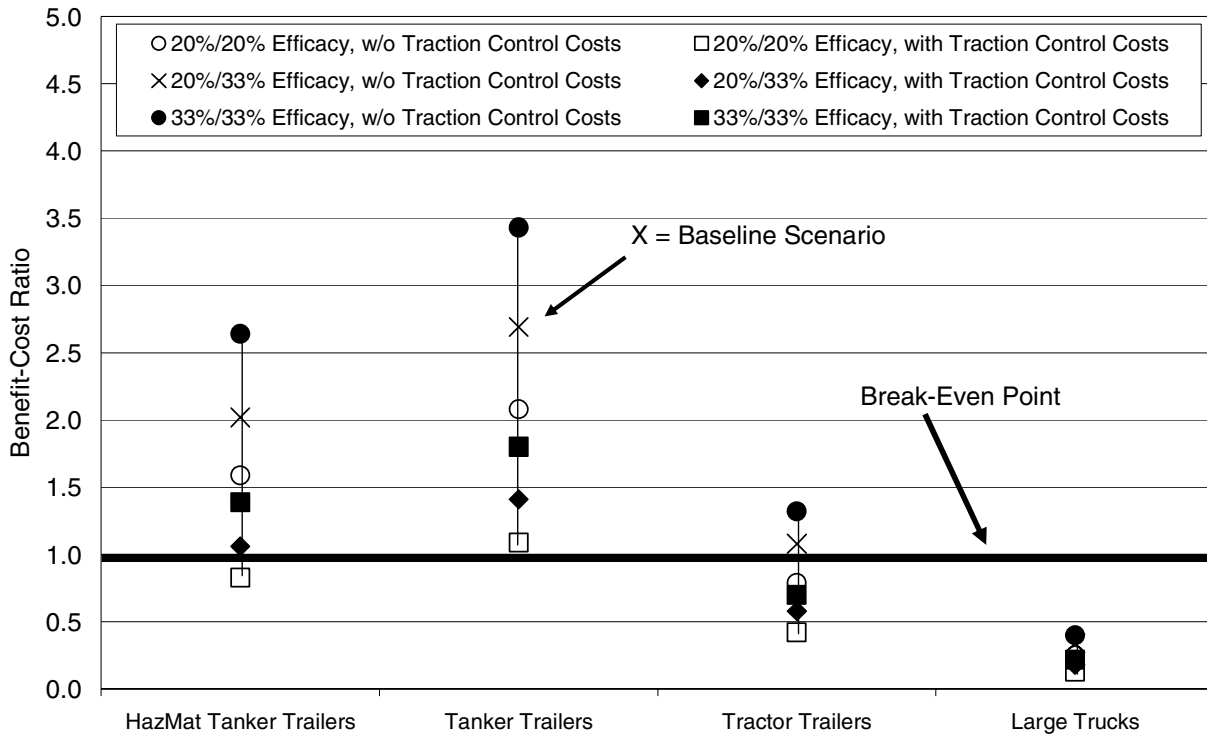 5.0
4.5
4.0
3.5
3.0
2.5
2.0
1.5
1.0
0.5
0.0
Benefit-Cost Ratio
20%/20% Efficacy, w/o Traction Control Costs
20%/20% Efficacy, with Traction Control Costs
20%/33% Efficacy, w/o Traction Control Costs
20%/33% Efficacy, with Traction Control Costs
33%/33% Efficacy, w/o Traction Control Costs
33%/33% Efficacy, with Traction Control Costs
X = Baseline Scenario
Break-Even Point
HazMat Tanker Trailers
Tanker Trailers
Tractor Trailers
Large Trucks